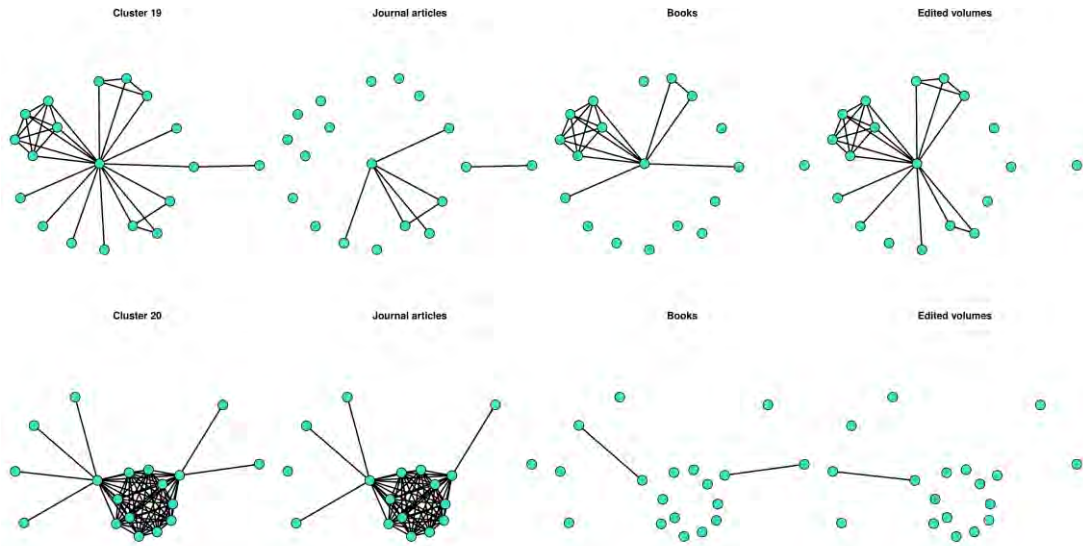 Cluster 19 Journal articles Books Edited volumes
Cluster 20 Journal articles Books Edited volumes